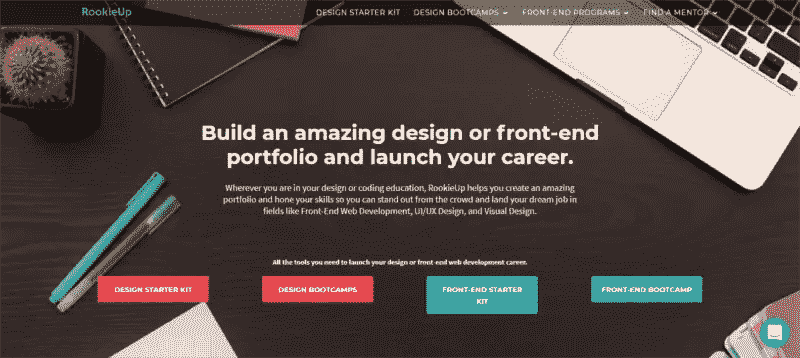 RookieUp
DESIGN STARTER KIT DESIGN BOOTCAMPS FRONT-END PROGRAMS FIND A MENTOR
Build an amazing design or front-end
portfolio and launch your career.
Wherever you are in your design or coding education, RookieUp helps you create an amazing
portfolio and hone your skills so you can stand out from the crowd and land your dream job in
fields like Front-End Web Development, UI/UX Design, and Visual Design.
All the tools you need to launch your design or front-end web development career.
DESIGN STARTER KIT
DESIGN BOOTCAMPS
FRONT-END STARTER
KIT
FRONT-END BOOTCAMP